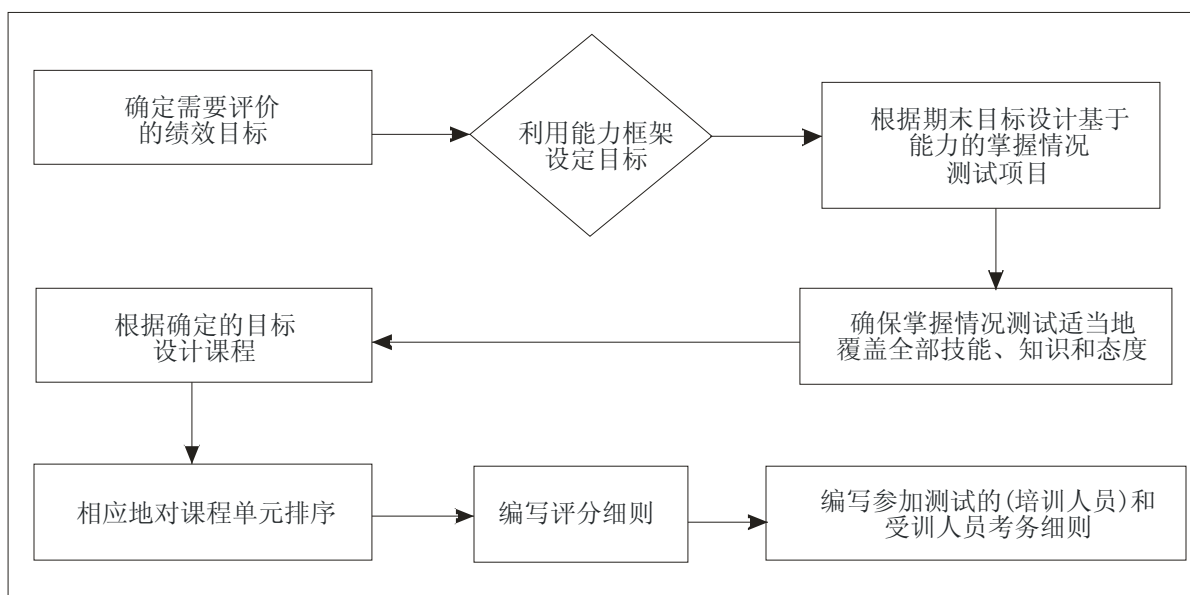 确定需要评价
的绩效目标
利用能力框架
设定目标
根据期末目标设计基于
能力的掌握情况
测试项目
确保掌握情况测试适当地
覆盖全部技能、知识和态度
根据确定的目标
设计课程
相应地对课程单元排序
编写评分细则
编写参加测试的(培训人员)和
受训人员考务细则